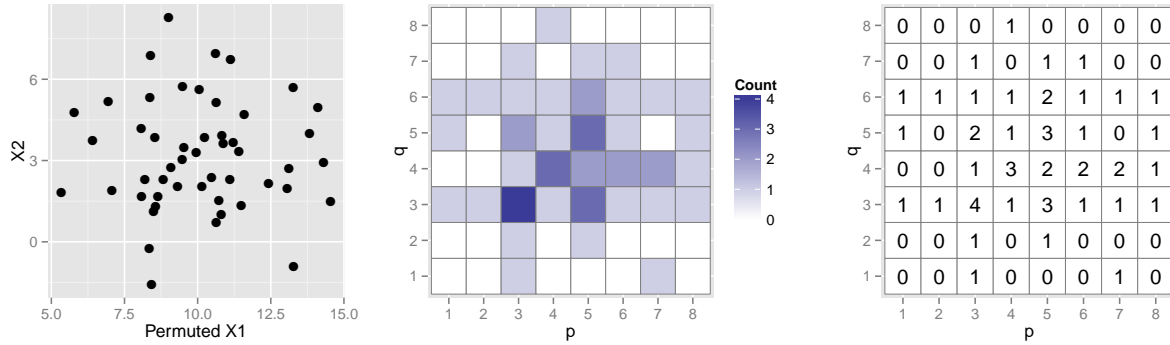 X2
6
3
0
5.0 7.5 10.0 12.5 15.0
Permuted X1
q
8
7
6
5
4
3
2
1
1 2 3 4 5 6 7 8
p
Count
4
3
2
1
0
q
8 0 0 0 1 0 0 0 0
7 0 0 1 0 1 1 0 0
6 1 1 1 1 2 1 1 1
5 1 0 2 1 3 1 0 1
4 0 0 1 3 2 2 2 1
3 1 1 4 1 3 1 1 1
2 0 0 1 0 1 0 0 0
1 0 0 1 0 0 0 1 0
1 2 3 4 5 6 7 8
p